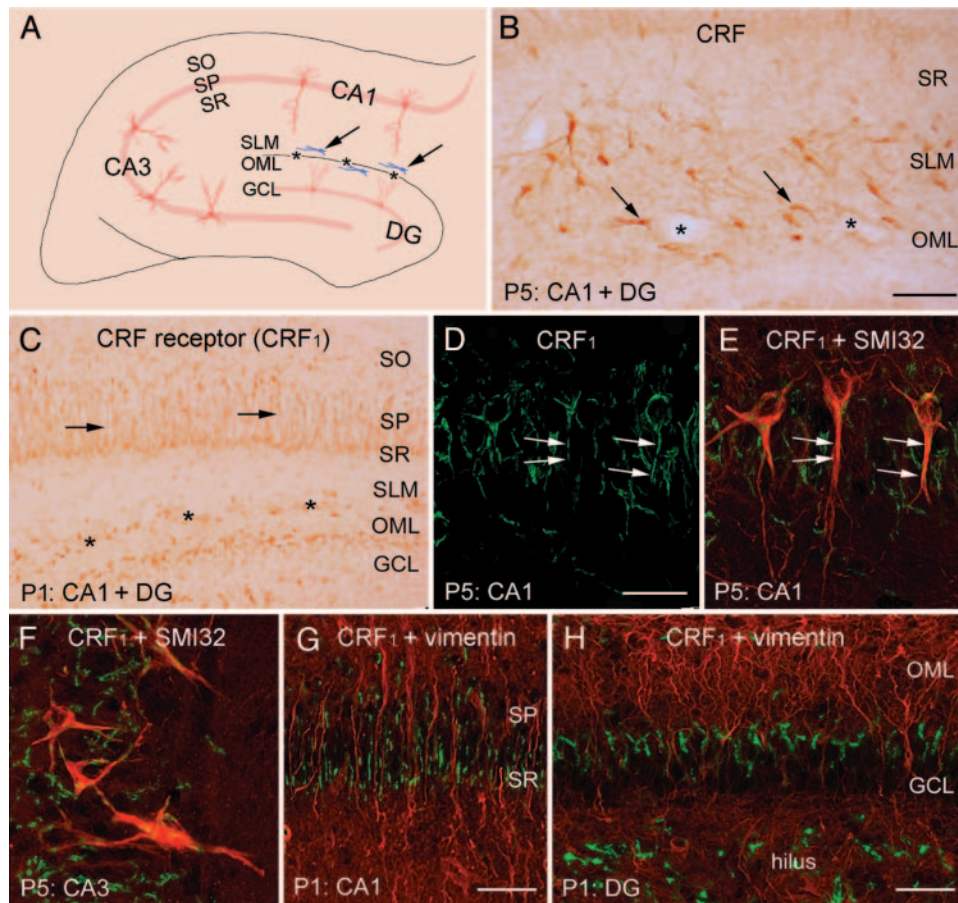 A
SO
SP
SR
CA1
SLM
OML
CA3
GCL
DG
*
*
*
B
CRF
SR
SLM
*
*
OML
P5: CA1 + DG
C
CRF receptor (CRF₁)
SO
SP
SR
SLM
*
*
*
OML
GCL
P1: CA1 + DG
D
CRF₁
P5: CA1
E
CRF₁ + SMI32
P5: CA1
F
CRF₁ + SMI32
P5: CA3
G
CRF₁ + vimentin
SP
SR
P1: CA1
H
CRF₁ + vimentin
OML
GCL
hilus
P1: DG